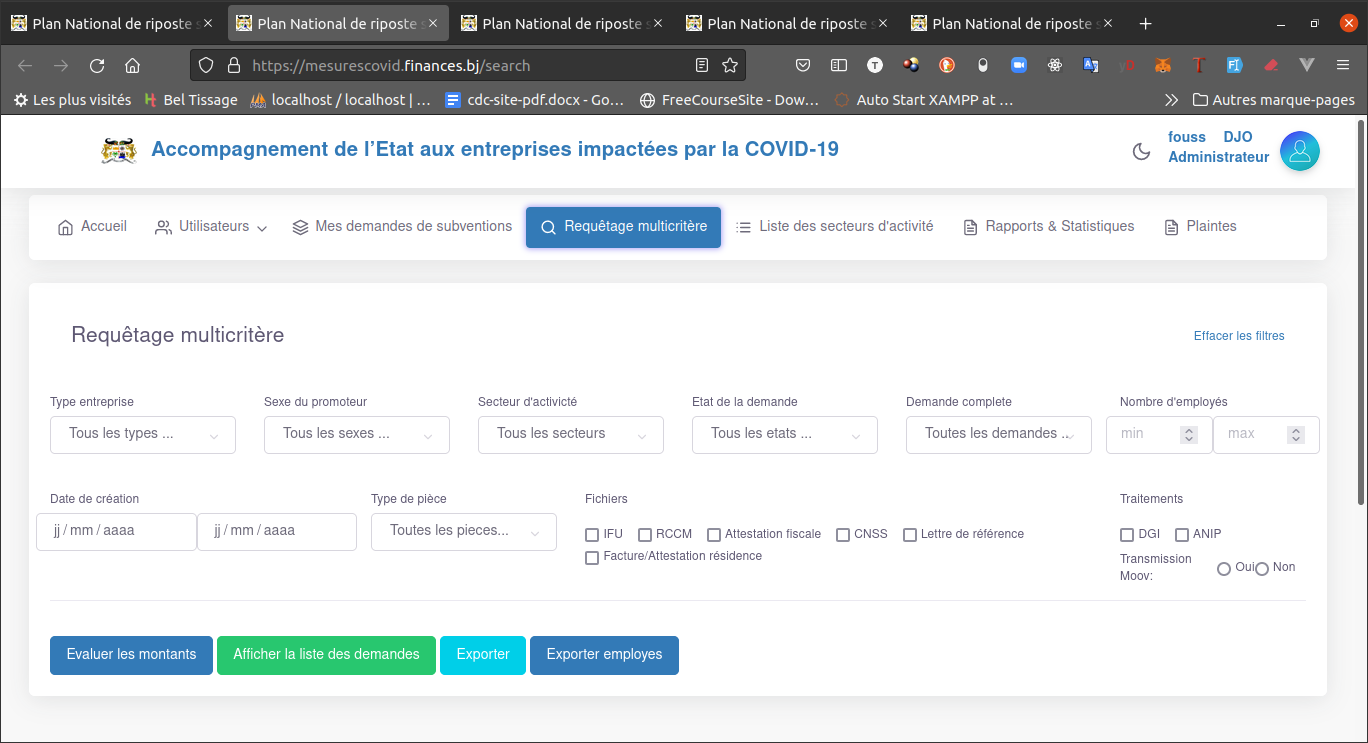 Plan National de riposte s
Plan National de riposte s
Plan National de riposte s
Plan National de riposte s
Plan National de riposte s
https://mesurescovid.finances.bj/search
Les plus visités
Bel Tissage
localhost / localhost | ...
cdc-site-pdf.docx - Go...
FreeCourseSite - Dow...
Auto Start XAMPP at ...
Autres marque-pages
Accompagnement de l'Etat aux entreprises impactées par la COVID-19
fouss DJO
Administrateur
Accueil
Utilisateurs
Mes demandes de subventions
Requêtage multicritère
Liste des secteurs d'activité
Rapports & Statistiques
Plaintes
Requêtage multicritère
Effacer les filtres
Type entreprise
Sexe du promoteur
Secteur d'activicté
Etat de la demande
Demande complete
Nombre d'employés
Tous les types ...
Tous les sexes ...
Tous les secteurs
Tous les etats ...
Toutes les demandes ..
min
max
Date de création
Type de pièce
Fichiers
Traitements
jj / mm / aaaa
jj / mm / aaaa
Toutes les pieces...
IFU
RCCM
Attestation fiscale
CNSS
Lettre de référence
Facture/Attestation résidence
DGI
ANIP
Transmission
Moov:
Oui
Non
Evaluer les montants
Afficher la liste des demandes
Exporter
Exporter employes